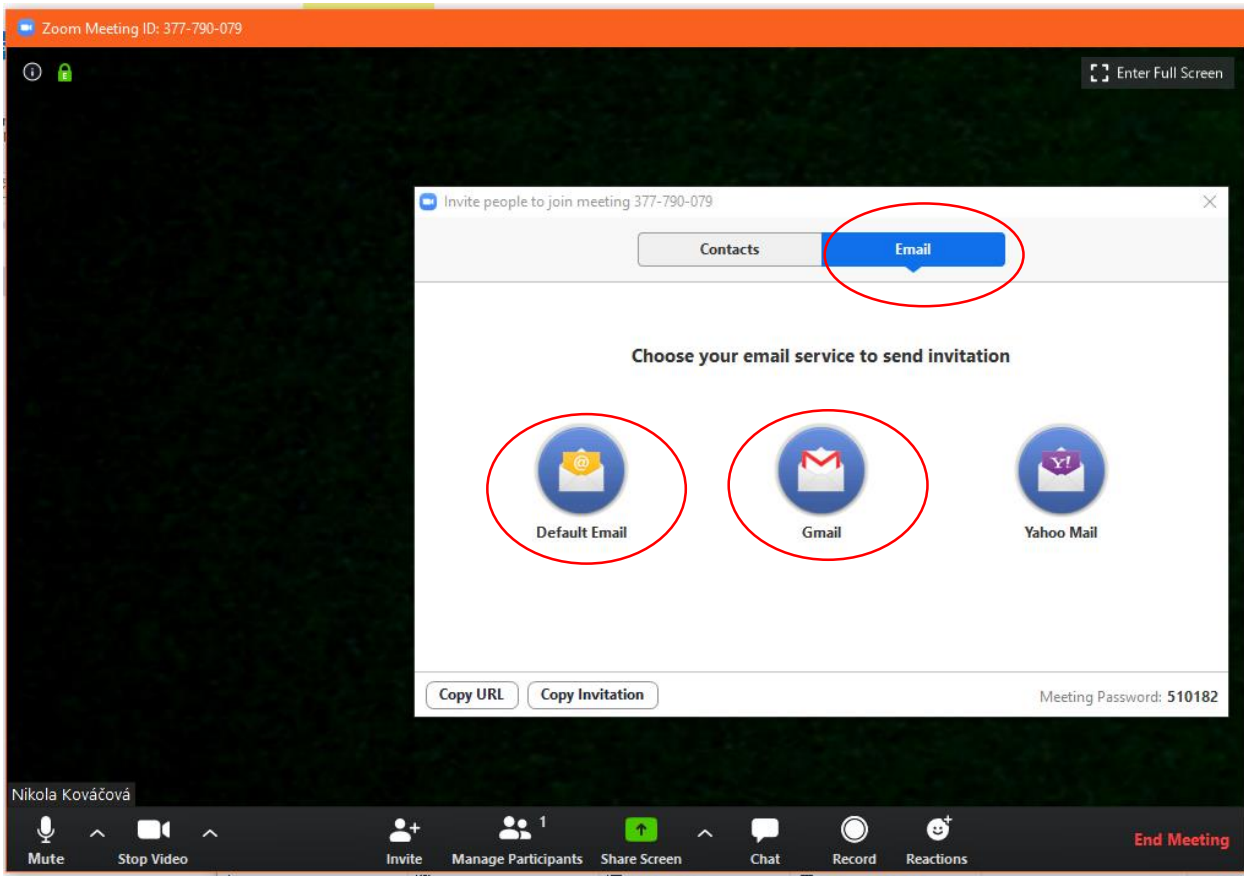 Zoom Meeting ID: 377-790-079
Enter Full Screen
Invite people to join meeting 377-790-079
Contacts Email
Choose your email service to send invitation
@ Y!
Default Email Gmail Yahoo Mail
Copy URL Copy Invitation Meeting Password: 510182
Nikola Kováčová
1
Mute Stop Video Invite Manage Participants Share Screen Chat Record Reactions End Meeting